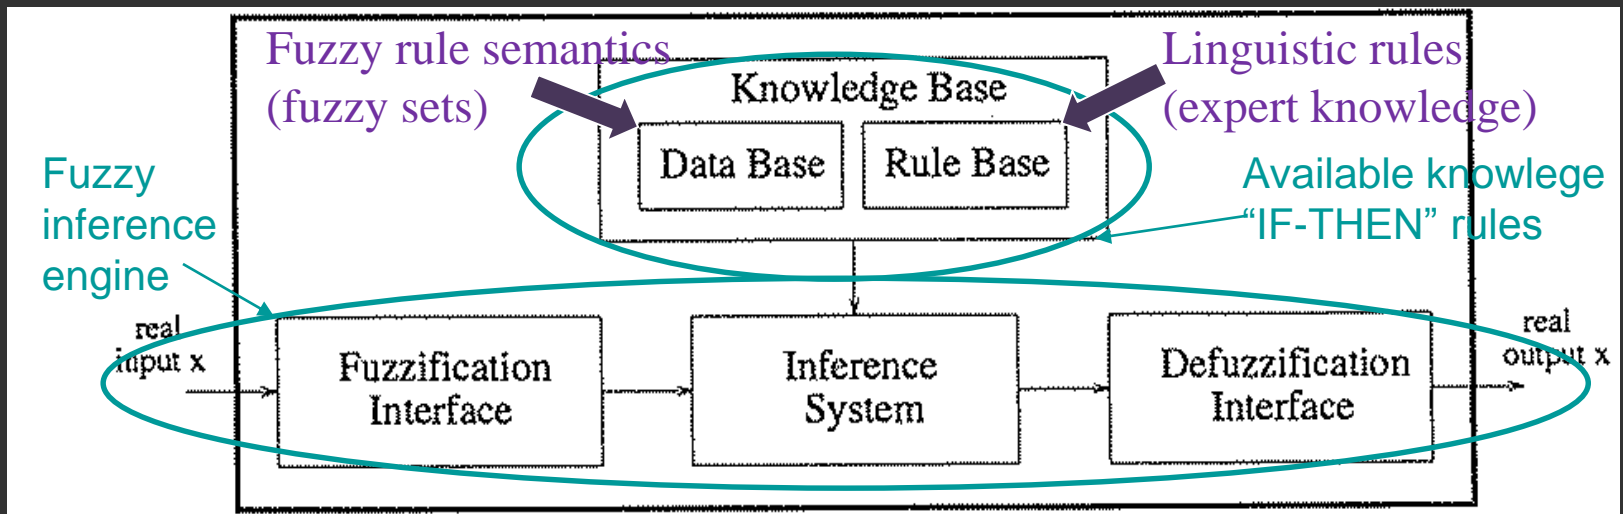 Fuzzy rule semantics
(fuzzy sets)
Linguistic rules
(expert knowledge)
Knowledge Base
Data Base
Rule Base
Fuzzy
inference
engine
Available knowlege
“IF-THEN” rules
real
input x
Fuzzification
Interface
Inference
System
Defuzzification
Interface
real
output x